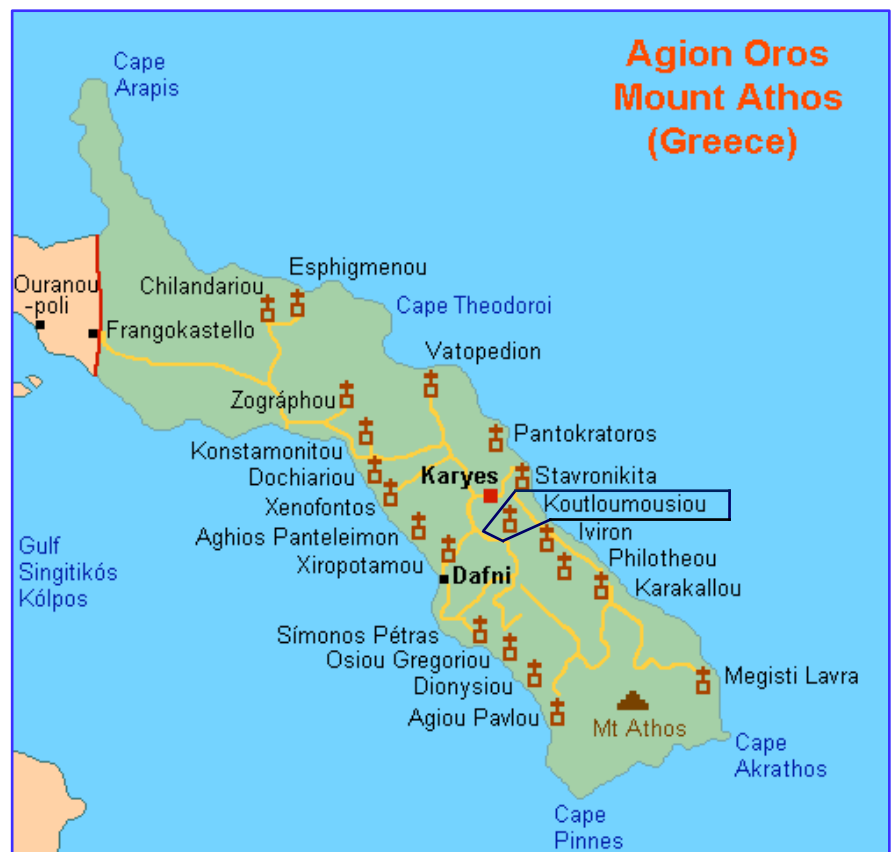 Agion Oros
Mount Athos
(Greece)
Cape
Arapis
Esphigmenou
Chilandariou
Ouranou
-poli
Cape Theodoroi
Frangokastello
Vatopedion
Zográphou
Pantokratoros
Konstamonitou
Dochiariou
Karyes
Stavronikita
Xenofontos
Koutloumousiou
Aghios Panteleimon
Iviron
Gulf
Singitikós
Kólpos
Xiropotamou
Philotheou
Dafni
Karakallou
Símonos Pétras
Osiou Gregoriou
Dionysiou
Megisti Lavra
Agiou Pavlou
Mt Athos
Cape
Akrathos
Cape
Pinnes